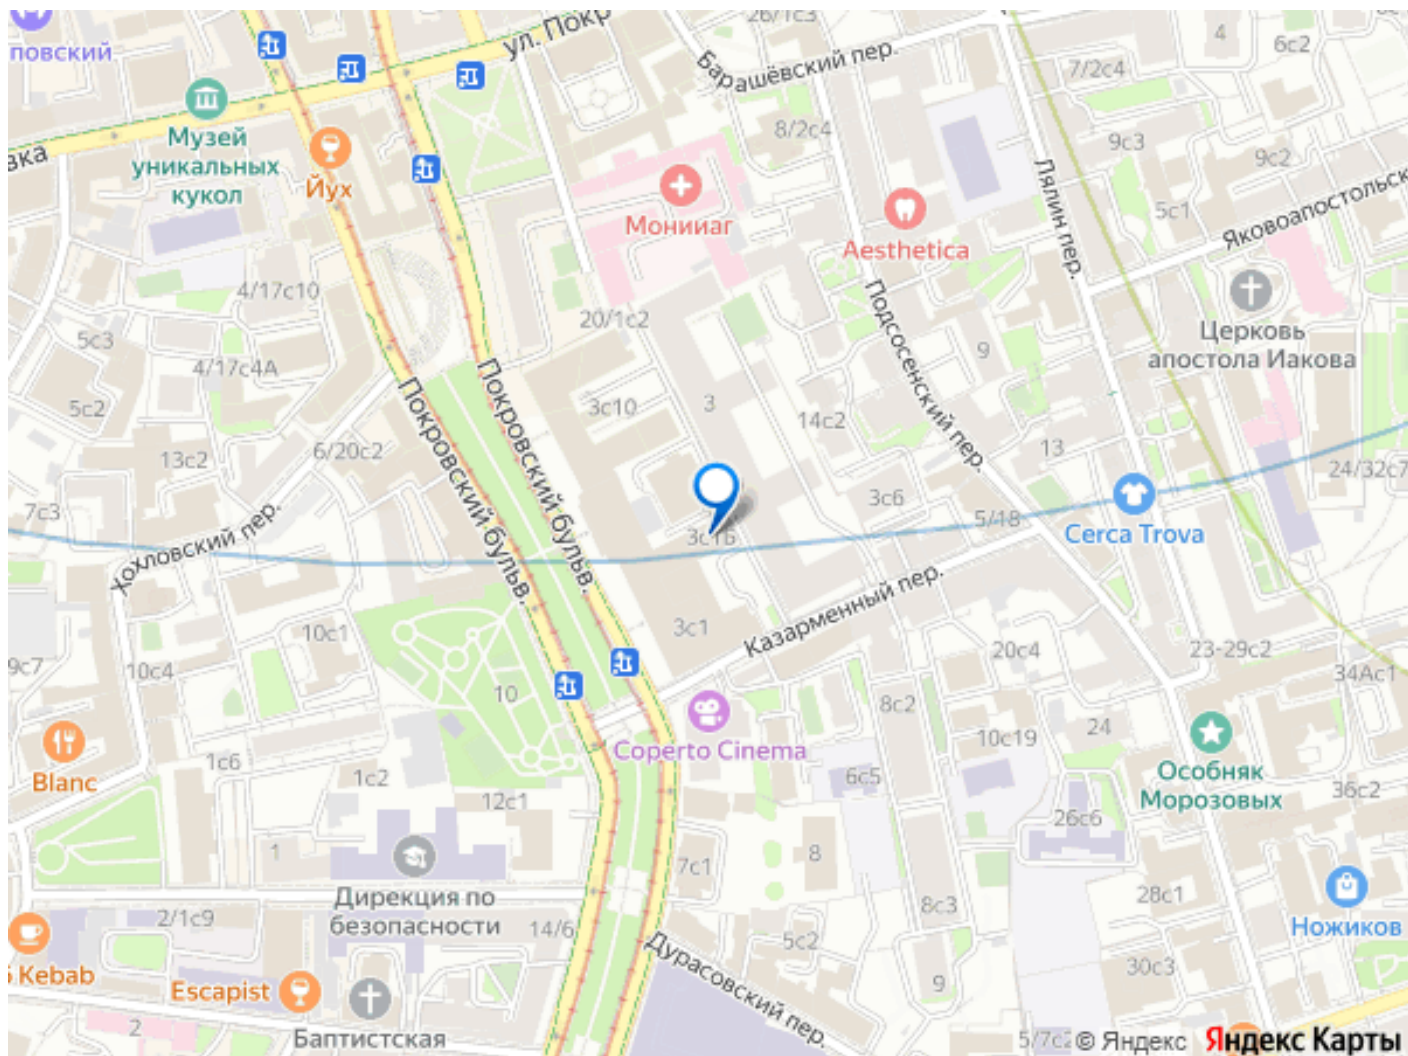 повский
ул. Покр
26/1с3
Барашёвский пер.
4
6с2
7/2с4
Музей
уникальных
кукол
вка
Йух
8/2с4
9с3
9с2
Мониаг
Aesthetica
Лялин пер.
5с1
Яковоапостольск
4/17с10
20/1с2
Подсосенский пер.
Церковь
апостола Иакова
5с3
4/17с4А
9
Покровский бульв.
Покровский бульв.
5с2
3с10
3
14с2
6/20с2
13
13с2
24/32с7
7с3
3с6
5/18
Cerca Trova
Хохловский пер.
Казарменный пер.
10с1
3с1
9с7
10с4
20с4
23-29с2
34Ас1
10
8с2
24
10с19
Coperto Cinema
Blanc
1с6
1с2
6с5
Особняк
Морозовых
36с2
12с1
26с6
1
7с1
8
Дирекция по
безопасности
28с1
Ножиков
2/1с9
14/6
8с3
5с2
Дурасовский пер.
Kebab
Escapist
30с3
9
2
Баптистская
5/7с2
© Яндекс
Яндекс Карты